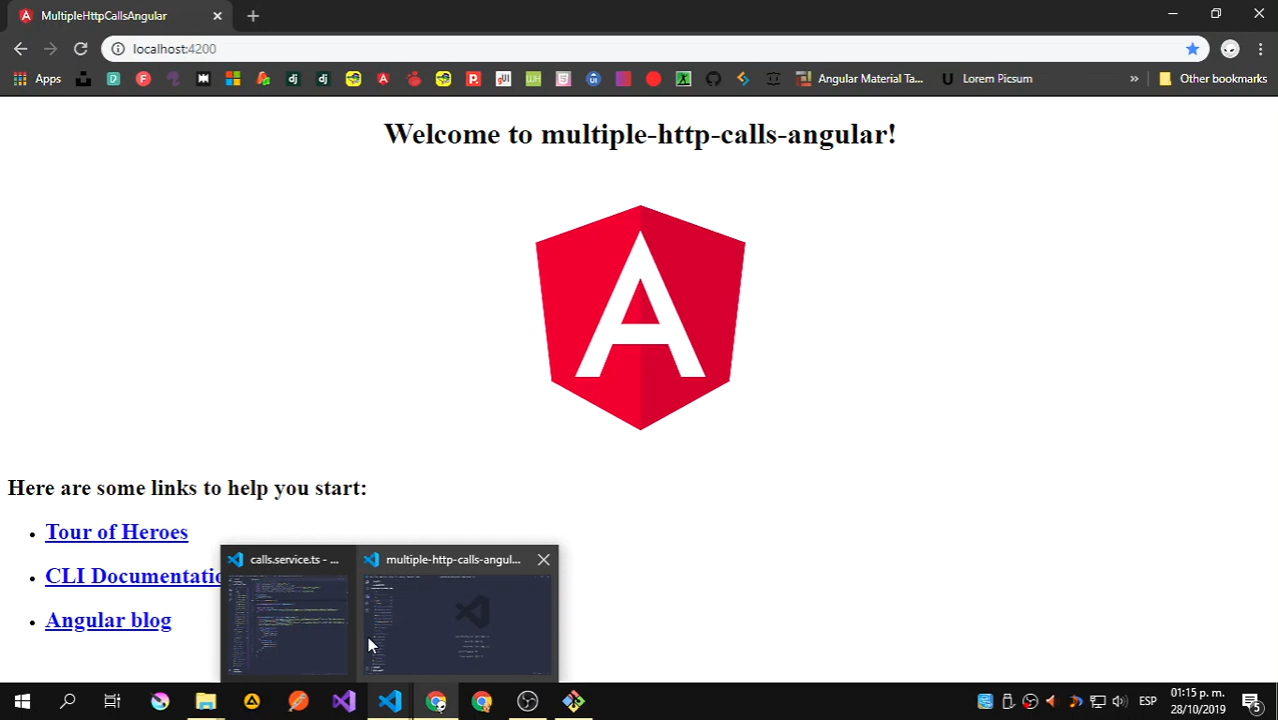 MultipleHttpCallsAngular
localhost:4200
Apps
Angular Material Ta...
Lorem Picsum
»
Other bookmarks
Welcome to multiple-http-calls-angular!
Here are some links to help you start:
Tour of Heroes
CLI Documentatio
Angular blog
calls.service.ts - ...
multiple-http-calls-angul...
ESP
01:15 p. m.
28/10/2019
5